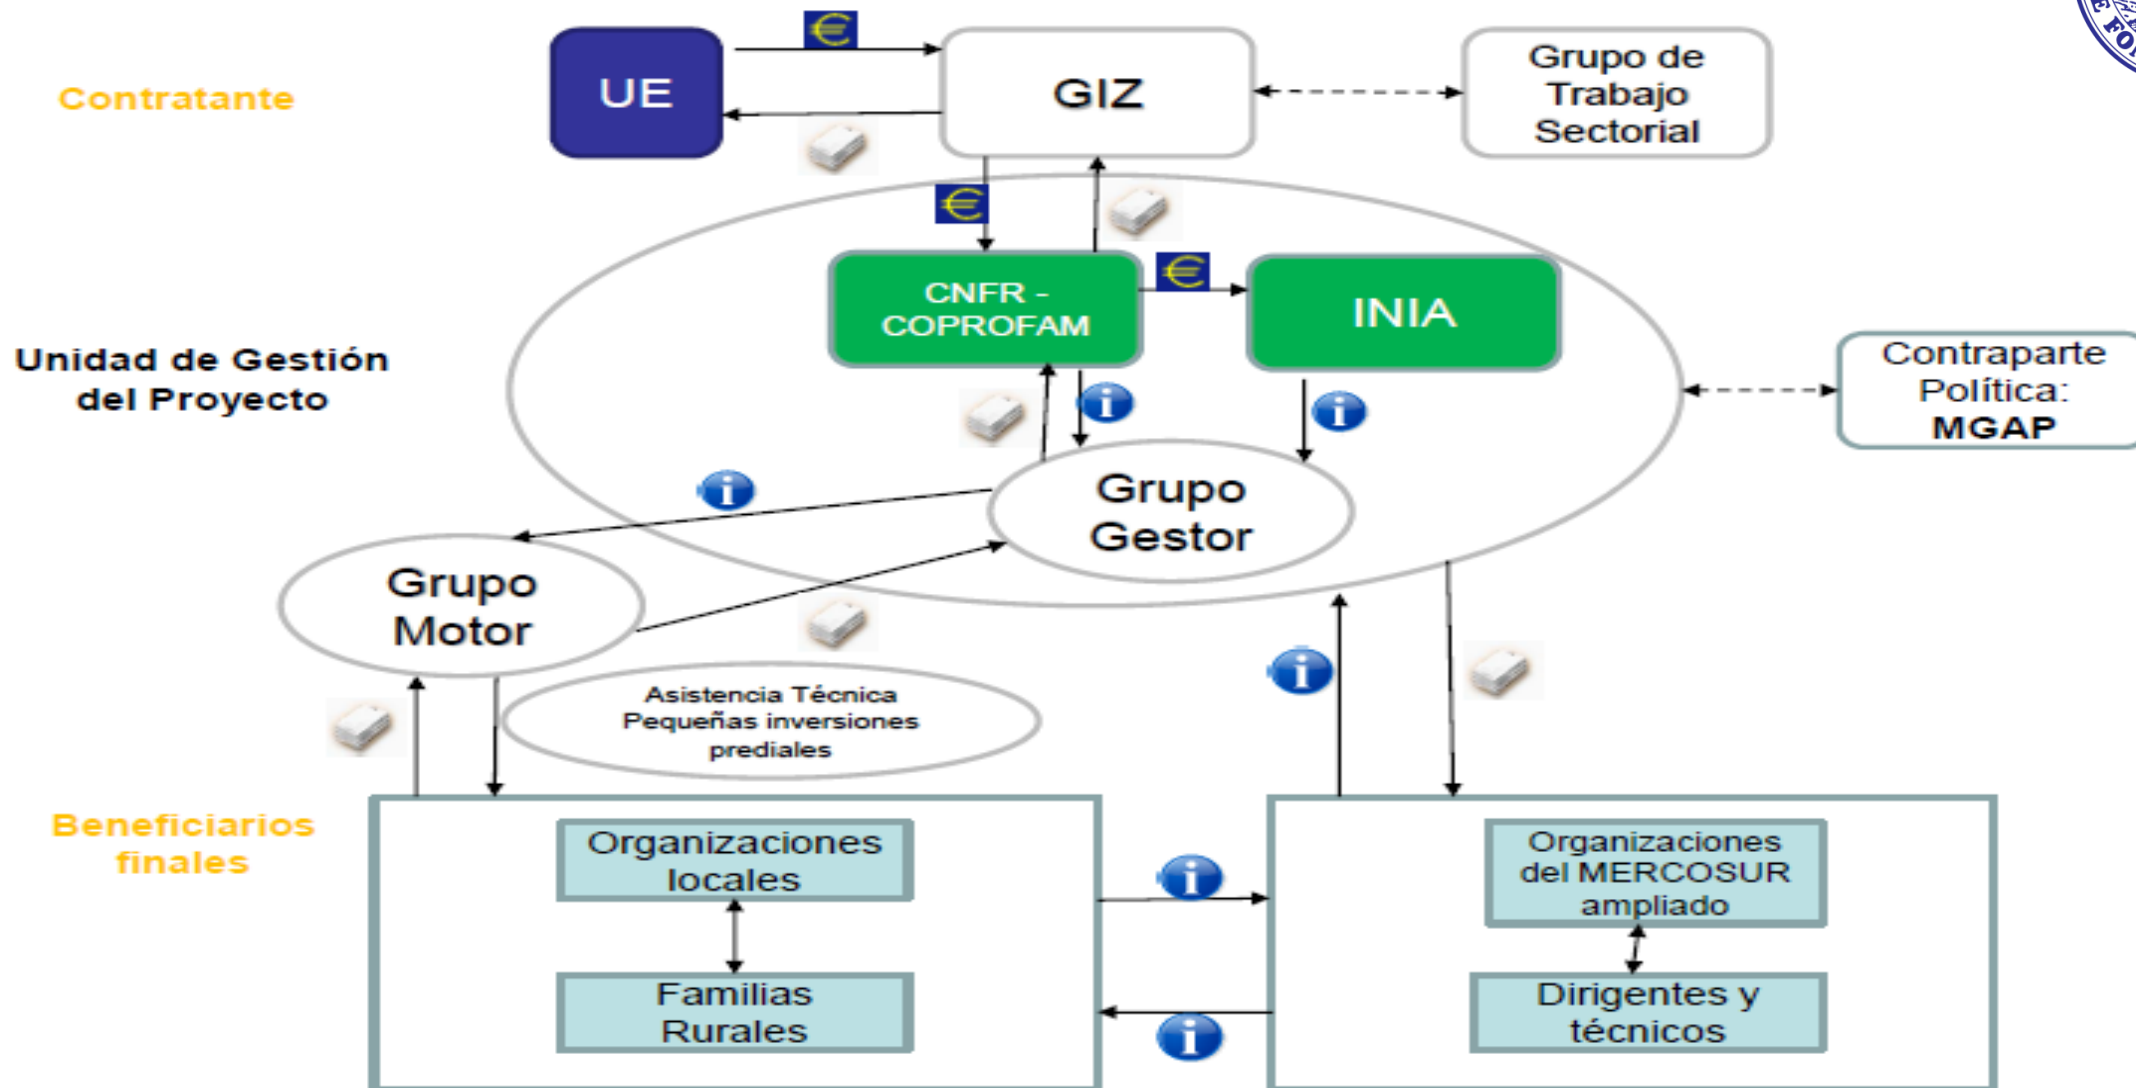 Contratante
UE
GIZ
Grupo de
Trabajo
Sectorial
€
€
€
CNFR -
COPROFAM
INIA
Unidad de Gestión
del Proyecto
Contraparte
Política:
MGAP
i
i
i
Grupo
Gestor
Grupo
Motor
Asistencia Técnica
Pequeñas inversiones
prediales
i
Beneficiarios
finales
Organizaciones
locales
Familias
Rurales
i
i
Organizaciones
del MERCOSUR
ampliado
Dirigentes y
técnicos